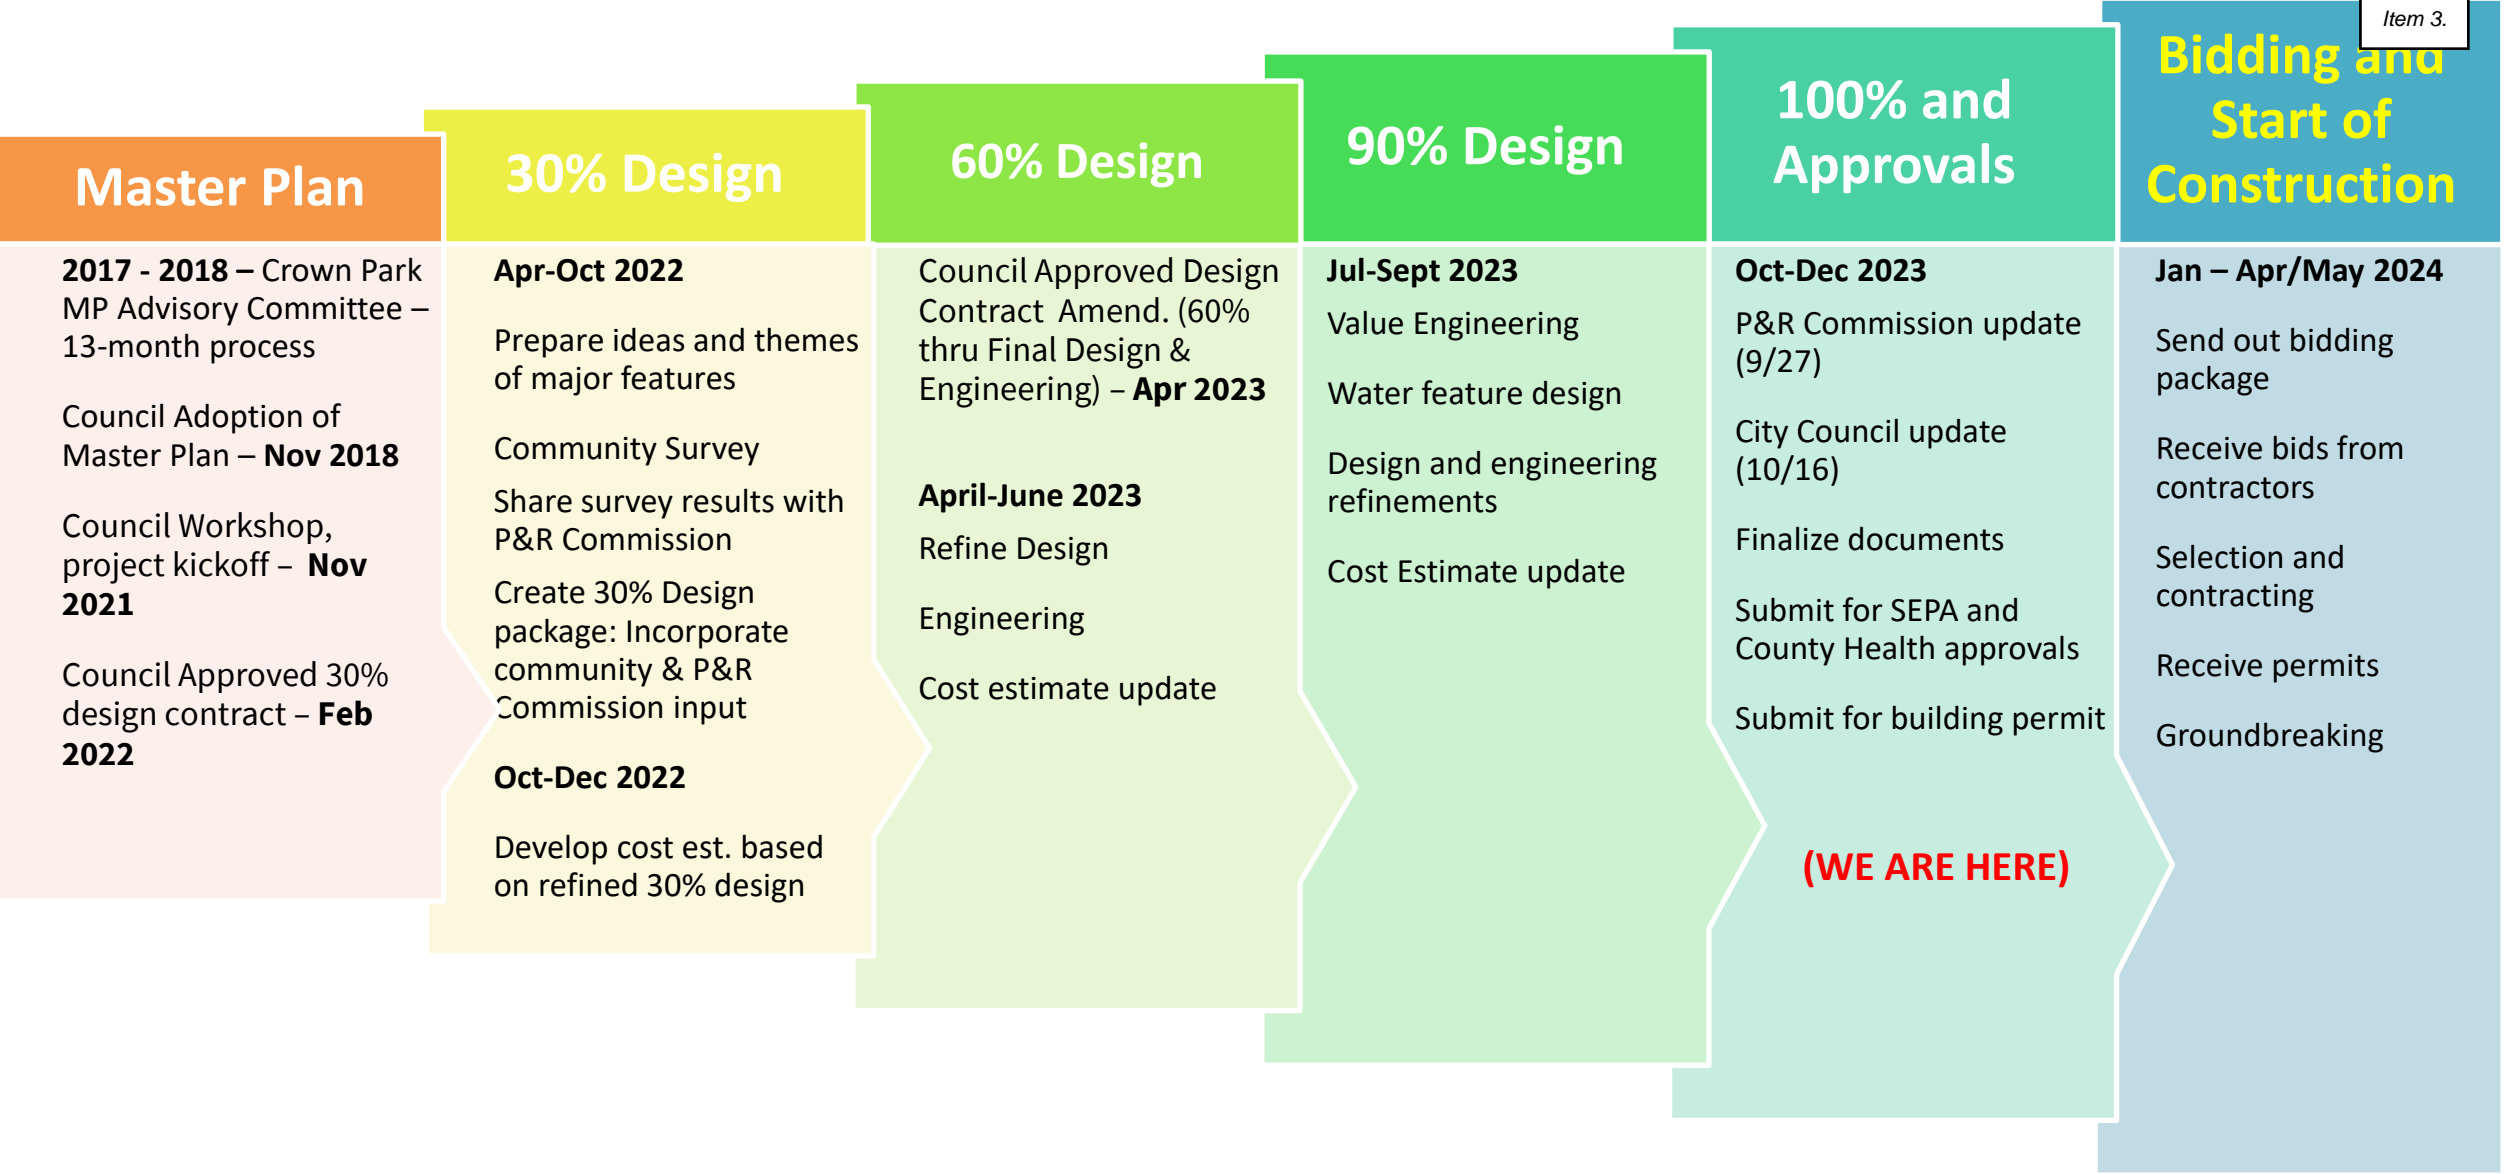 Item 3.
Master Plan
2017 - 2018 – Crown Park
MP Advisory Committee –
13-month process
Council Adoption of
Master Plan – Nov 2018
Council Workshop,
project kickoff – Nov
2021
Council Approved 30%
design contract – Feb
2022
30% Design
Apr-Oct 2022
Prepare ideas and themes
of major features
Community Survey
Share survey results with
P&R Commission
Create 30% Design
package: Incorporate
community & P&R
Commission input
Oct-Dec 2022
Develop cost est. based
on refined 30% design
60% Design
Council Approved Design
Contract Amend. (60%
thru Final Design &
Engineering) – Apr 2023
April-June 2023
Refine Design
Engineering
Cost estimate update
90% Design
Jul-Sept 2023
Value Engineering
Water feature design
Design and engineering
refinements
Cost Estimate update
100% and
Approvals
Oct-Dec 2023
P&R Commission update
(9/27)
City Council update
(10/16)
Finalize documents
Submit for SEPA and
County Health approvals
Submit for building permit
(WE ARE HERE)
Bidding and
Start of
Construction
Jan – Apr/May 2024
Send out bidding
package
Receive bids from
contractors
Selection and
contracting
Receive permits
Groundbreaking